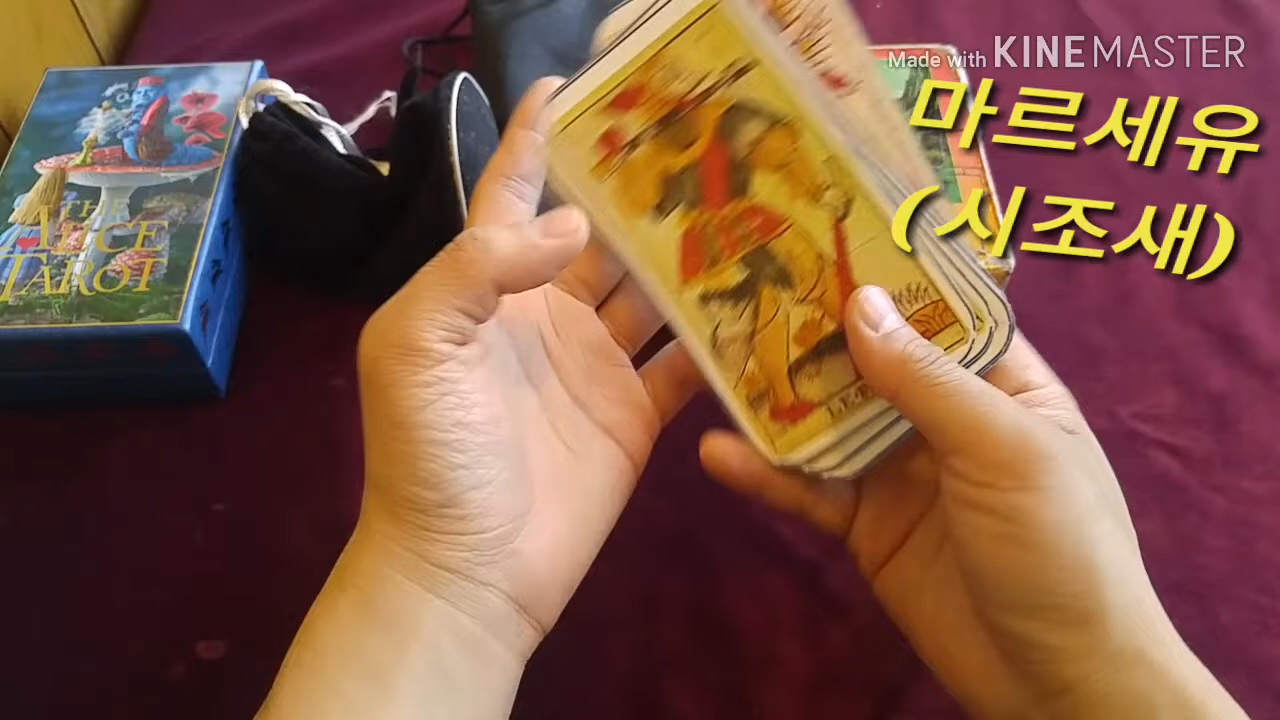 Made with KINEMASTER
마르세유
(시조새)
THE
ALICE
TAROT